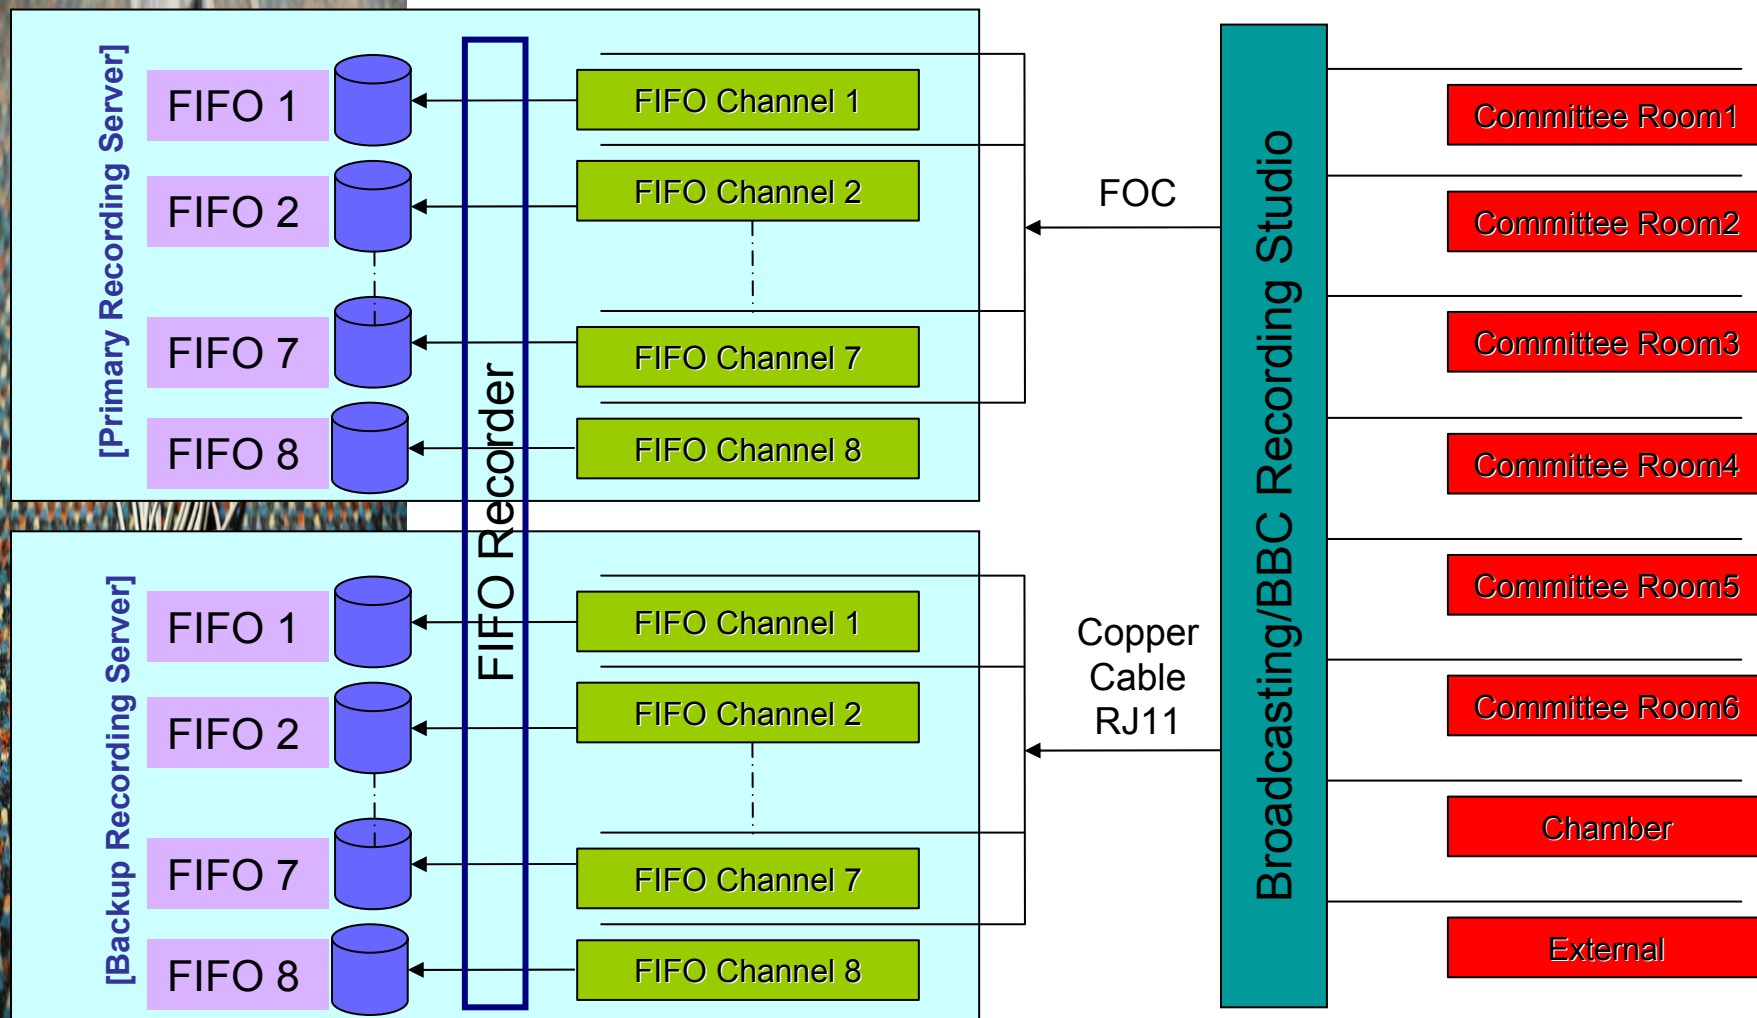 [Primary Recording Server]
FIFO 1
FIFO 2
FIFO 7
FIFO 8
FIFO Recorder
FIFO Channel 1
FIFO Channel 2
FIFO Channel 7
FIFO Channel 8
[Backup Recording Server]
FIFO 1
FIFO 2
FIFO 7
FIFO 8
FIFO Channel 1
FIFO Channel 2
FIFO Channel 7
FIFO Channel 8
FOC
Copper
Cable
RJ11
Broadcasting/BBC Recording Studio
Committee Room1
Committee Room2
Committee Room3
Committee Room4
Committee Room5
Committee Room6
Chamber
External